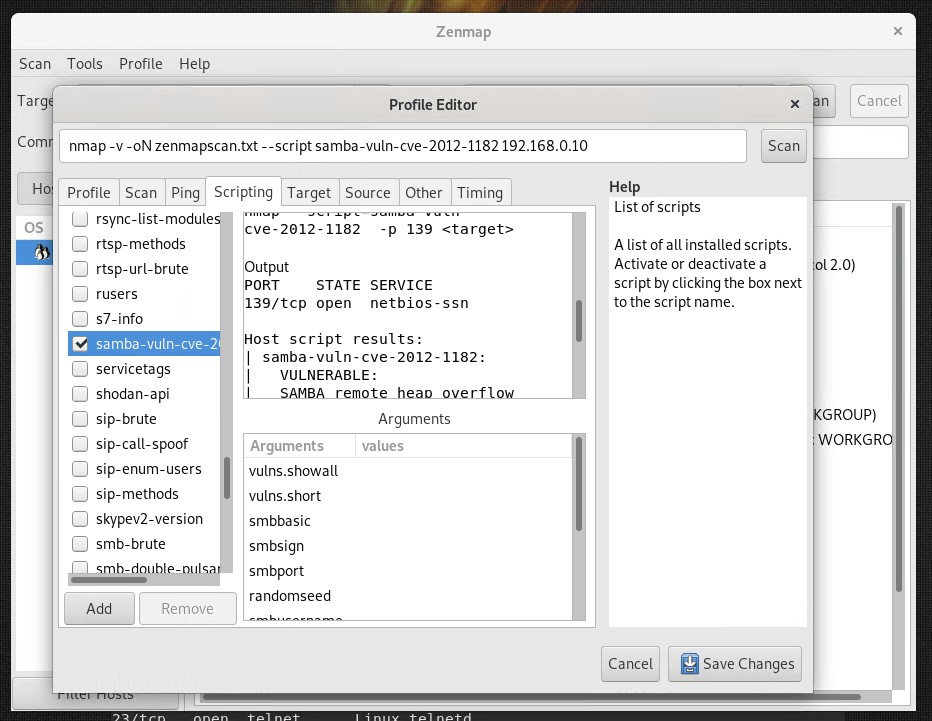 Zenmap
Scan Tools Profile Help
Targe
an
Cancel
Profile Editor
Comm
nmap -v -oN zenmapscan.txt --script samba-vuln-cve-2012-1182 192.168.0.10
Scan
Hos
Profile Scan Ping Scripting Target Source Other Timing
Help
OS
List of scripts
A list of all installed scripts.
Activate or deactivate a
script by clicking the box next
to the script name.
rsync-list-modules
rtsp-methods
rtsp-url-brute
rusers
s7-info
samba-vuln-cve-20
servicetags
shodan-api
sip-brute
sip-call-spoof
sip-enum-users
sip-methods
skypev2-version
smb-brute
smb-double-pulsar
Add
Remove
nmap --script=samba-vuln-
cve-2012-1182  -p 139 <target>
Output
PORT    STATE SERVICE
139/tcp open  netbios-ssn
Host script results:
| samba-vuln-cve-2012-1182:
|   VULNERABLE:
|   SAMBA remote heap overflow
Arguments
Arguments values
vulns.showall
vulns.short
smbbasic
smbsign
smbport
randomseed
smbusername
ol 2.0)
KGROUP)
: WORKGRO
Cancel
Save Changes
Filter Hosts
23/tcp   open  telnet      Linux telnetd